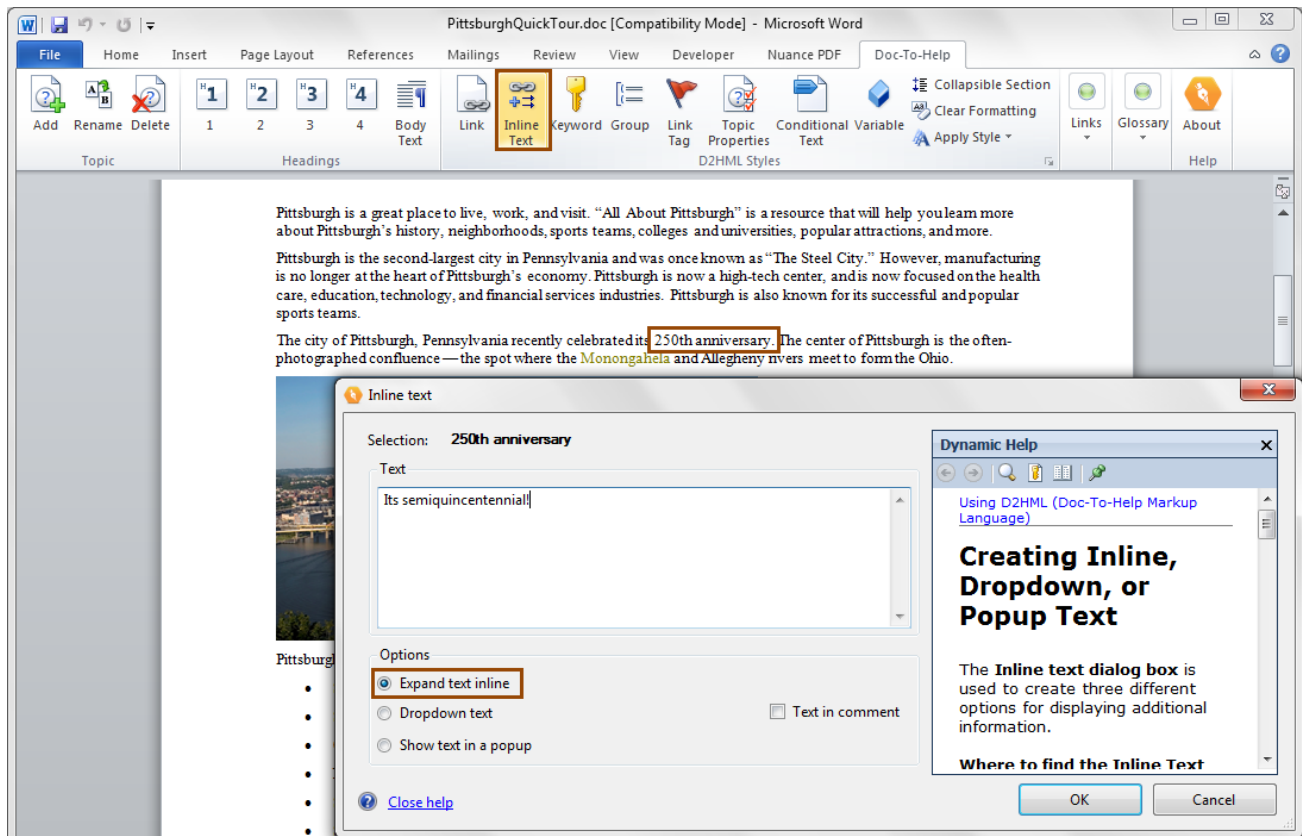 PittsburghQuickTour.doc [Compatibility Mode] - Microsoft Word
File Home Insert Page Layout References Mailings Review View Developer Nuance PDF Doc-To-Help
Add Rename Delete
Topic
H1 H2 H3 H4
1 2 3 4 Body Text
Headings
Link Inline Text Keyword Group Link Tag Topic Properties Conditional Text Variable
Collapsible Section
Clear Formatting
Apply Style
D2HML Styles
Links Glossary About
Help
Pittsburgh is a great place to live, work, and visit. “All About Pittsburgh” is a resource that will help you learn more
about Pittsburgh’s history, neighborhoods, sports teams, colleges and universities, popular attractions, and more.
Pittsburgh is the second-largest city in Pennsylvania and was once known as “The Steel City.” However, manufacturing
is no longer at the heart of Pittsburgh’s economy. Pittsburgh is now a high-tech center, and is now focused on the health
care, education, technology, and financial services industries. Pittsburgh is also known for its successful and popular
sports teams.
The city of Pittsburgh, Pennsylvania recently celebrated its 250th anniversary. The center of Pittsburgh is the often-
photographed confluence — the spot where the Monongahela and Allegheny rivers meet to form the Ohio.
Inline text
Selection: 250th anniversary
Text
Its semiquincentennial!
Options
Expand text inline
Dropdown text
Text in comment
Show text in a popup
Close help
Dynamic Help
Using D2HML (Doc-To-Help Markup
Language)
Creating Inline,
Dropdown, or
Popup Text
The Inline text dialog box is
used to create three different
options for displaying additional
information.
Where to find the Inline Text
OK Cancel